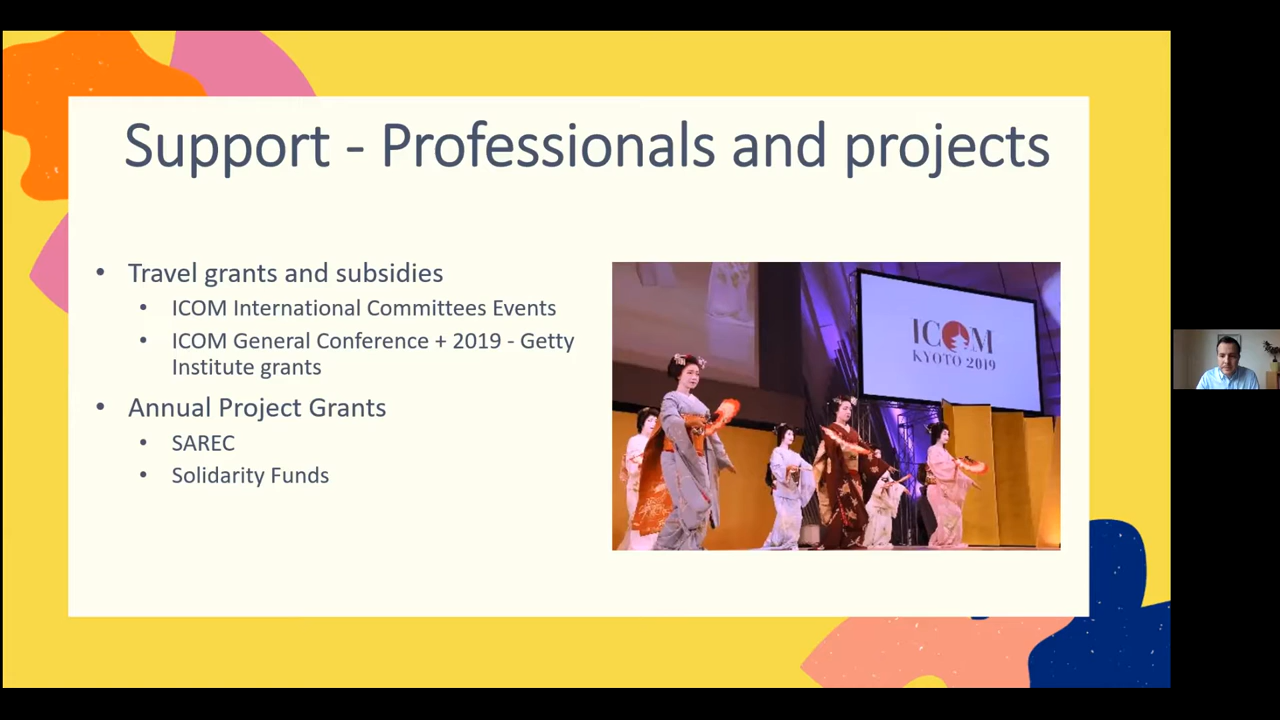 Support - Professionals and projects
• Travel grants and subsidies
• ICOM International Committees Events
• ICOM General Conference + 2019 - Getty
Institute grants
• Annual Project Grants
• SAREC
• Solidarity Funds
ICOM
KYOTO 2019